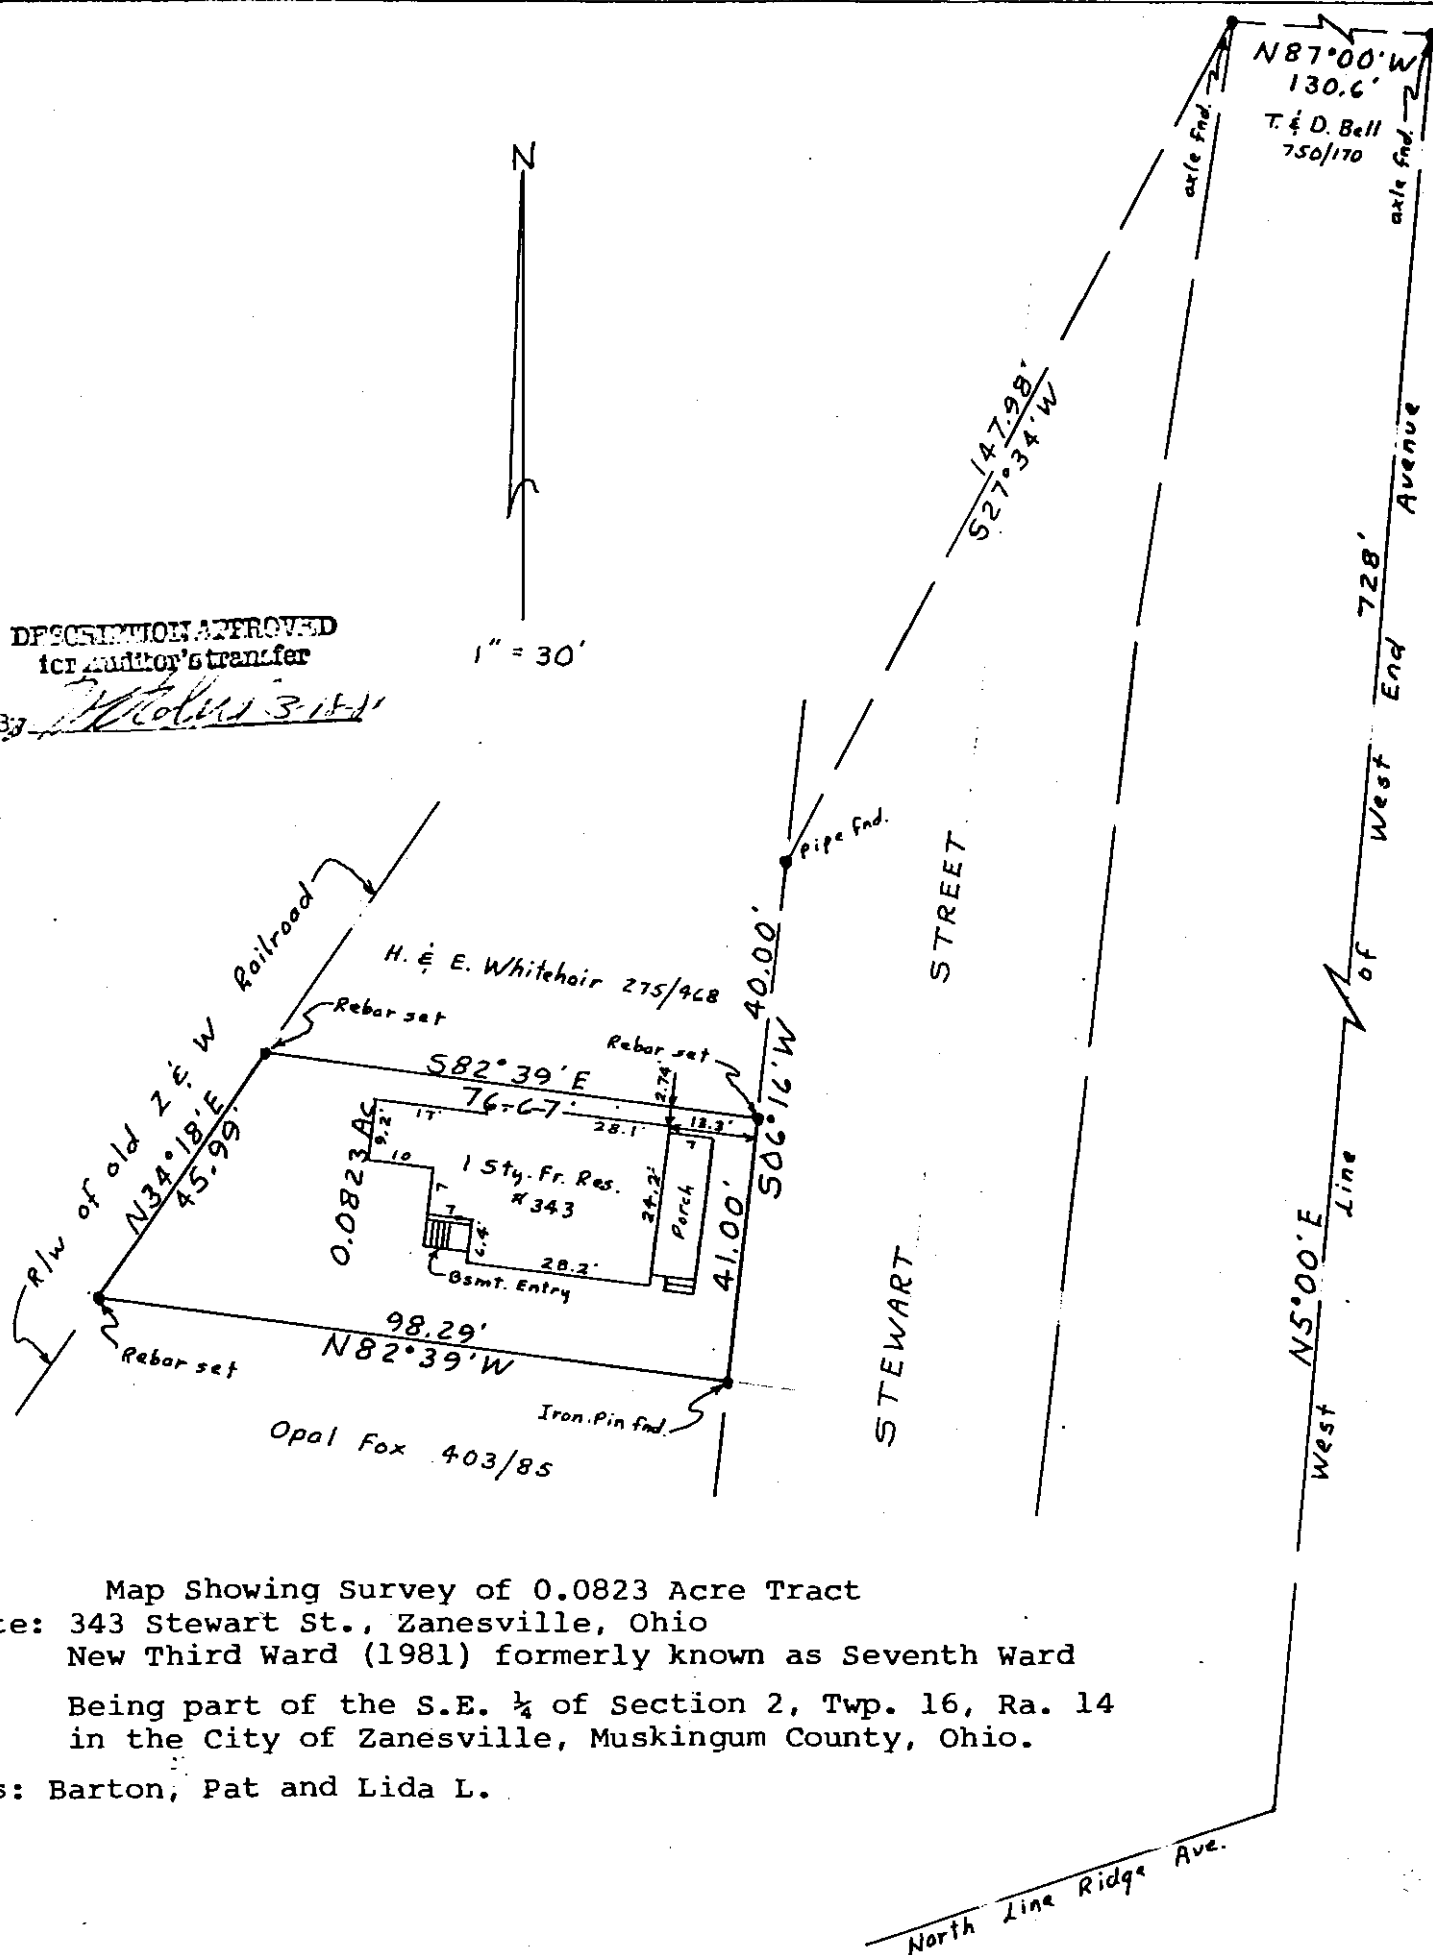 N87°00'W
130.6'
T. & D. Bell
750/170
axle fnd.
axle fnd.
N
1" = 30'
DESCRIPTION APPROVED
for Auditor's transfer
By
147.98'
S27°34'W
West Line of West End Avenue
728'
N5°00'E
pipe fnd.
40.00'
S06°16'W
STEWART STREET
R/W of old Z & W Railroad
H. & E. Whitehair 275/468
Rebar set
Rebar set
S82°39'E
76.67'
2.74'
17'
28.1'
13.3'
7
9.2'
10
7
7
6.4'
28.2'
24.2'
Porch
1 Sty. Fr. Res.
#343
Bsmt. Entry
0.0823 Ac
N34°18'E
45.99'
41.00'
98.29'
N82°39'W
Rebar set
Iron Pin fnd.
Opal Fox 403/85
Map Showing Survey of 0.0823 Acre Tract
te: 343 Stewart St., Zanesville, Ohio
New Third Ward (1981) formerly known as Seventh Ward
Being part of the S.E. ¼ of Section 2, Twp. 16, Ra. 14
in the City of Zanesville, Muskingum County, Ohio.
s: Barton, Pat and Lida L.
North Line Ridge Ave.